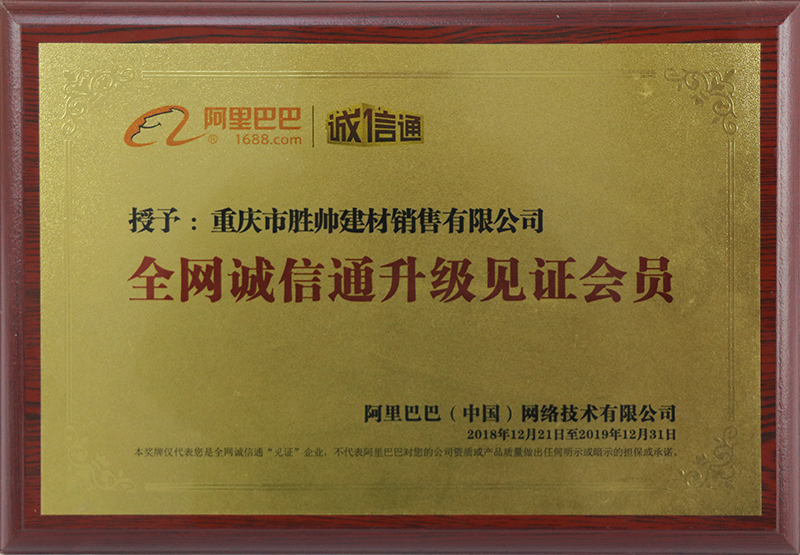 阿里巴巴 诚信通
® 1688.com
授予：重庆市胜帅建材销售有限公司
全网诚信通升级见证会员
阿里巴巴（中国）网络技术有限公司
2018年12月21日至2019年12月31日
本奖牌仅代表您是全网诚信通“见证”企业，不代表阿里巴巴对您的公司资质或产品质量做出任何明示或暗示的担保或承诺。